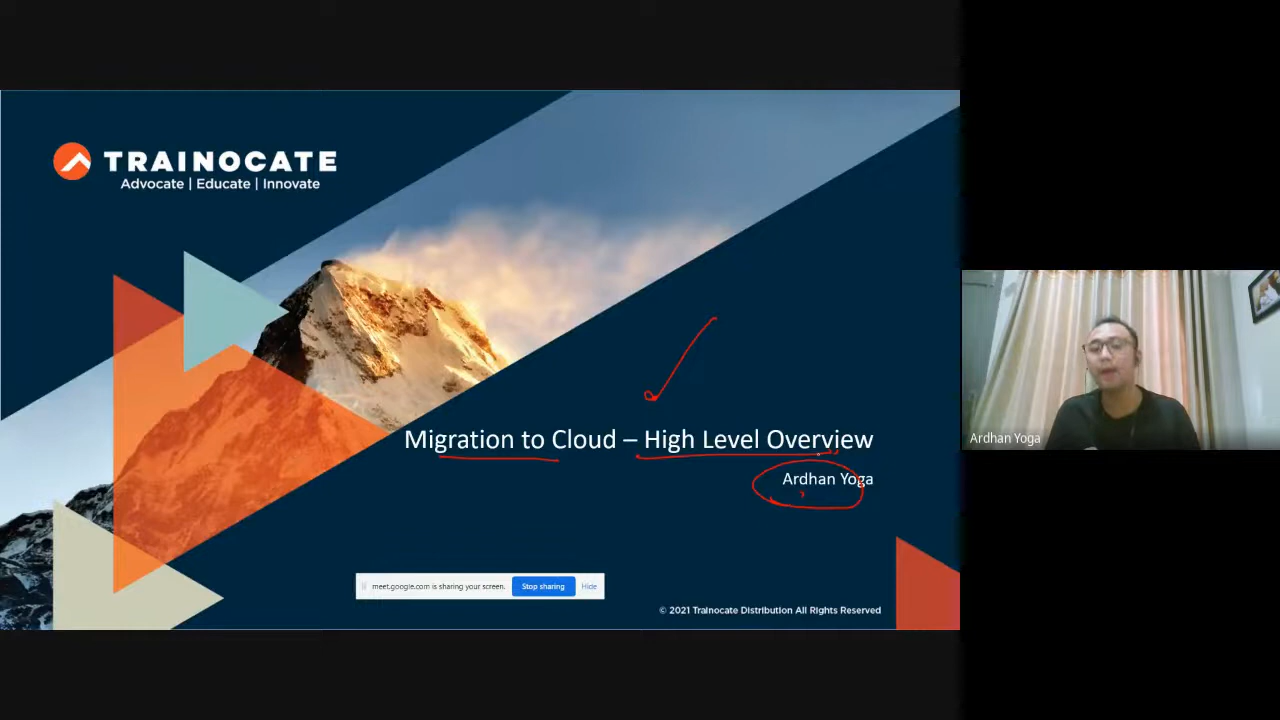 TRAINOCATE
Advocate | Educate | Innovate
Migration to Cloud – High Level Overview
Ardhan Yoga
meet.google.com is sharing your screen.
Stop sharing
Hide
© 2021 Trainocate Distribution All Rights Reserved
Ardhan Yoga